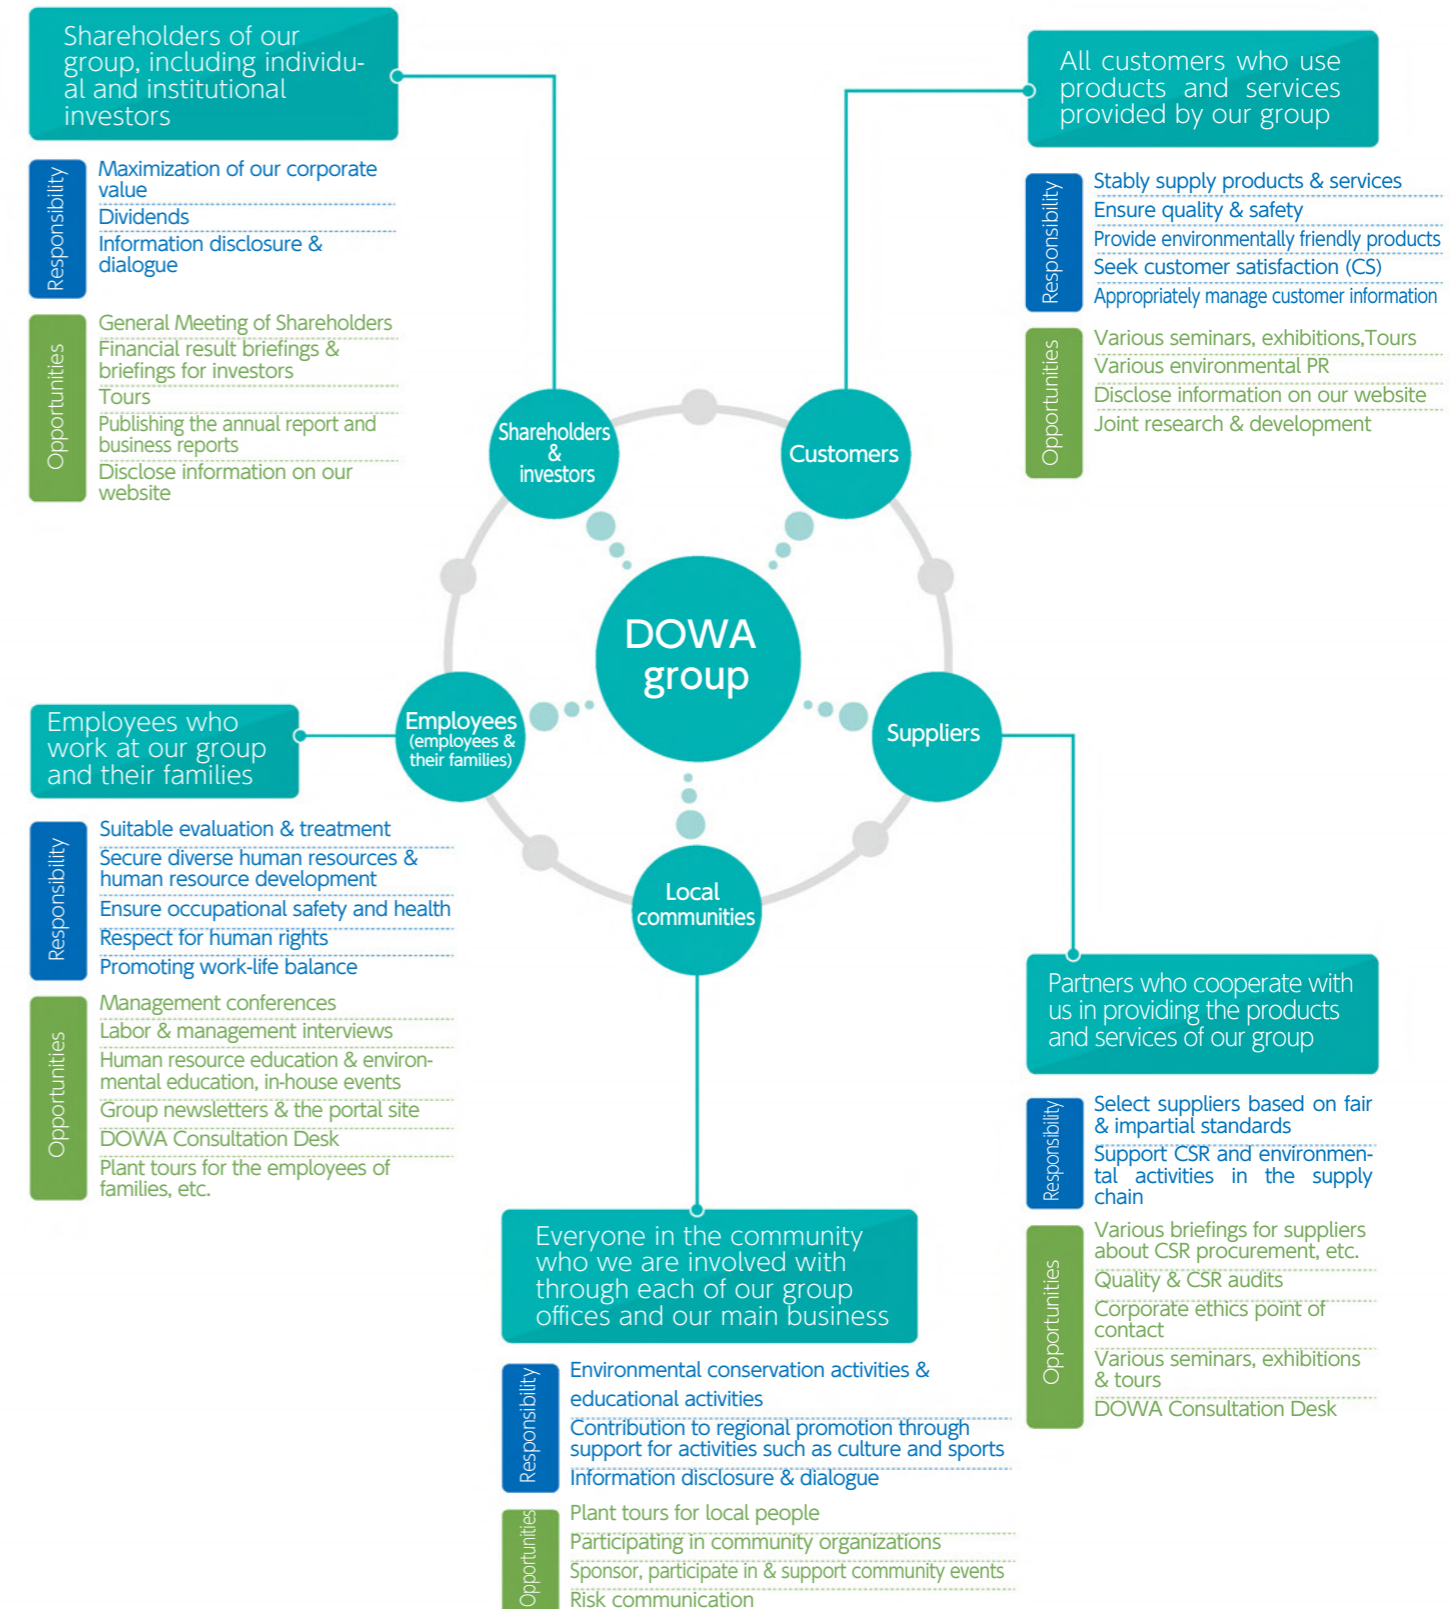 Shareholders of our
group, including individu-
al and institutional
investors
Responsibility
Maximization of our corporate
value
Dividends
Information disclosure &
dialogue
Opportunities
General Meeting of Shareholders
Financial result briefings &
briefings for investors
Tours
Publishing the annual report and
business reports
Disclose information on our
website
All customers who use
products and services
provided by our group
Responsibility
Stably supply products & services
Ensure quality & safety
Provide environmentally friendly products
Seek customer satisfaction (CS)
Appropriately manage customer information
Opportunities
Various seminars, exhibitions,Tours
Various environmental PR
Disclose information on our website
Joint research & development
Shareholders
&
investors
Customers
DOWA
group
Employees
(employees &
their families)
Suppliers
Local
communities
Employees who
work at our group
and their families
Responsibility
Suitable evaluation & treatment
Secure diverse human resources &
human resource development
Ensure occupational safety and health
Respect for human rights
Promoting work-life balance
Opportunities
Management conferences
Labor & management interviews
Human resource education & environ-
mental education, in-house events
Group newsletters & the portal site
DOWA Consultation Desk
Plant tours for the employees of
families, etc.
Partners who cooperate with
us in providing the products
and services of our group
Responsibility
Select suppliers based on fair
& impartial standards
Support CSR and environmen-
tal activities in the supply
chain
Opportunities
Various briefings for suppliers
about CSR procurement, etc.
Quality & CSR audits
Corporate ethics point of
contact
Various seminars, exhibitions
& tours
DOWA Consultation Desk
Everyone in the community
who we are involved with
through each of our group
offices and our main business
Responsibility
Environmental conservation activities &
educational activities
Contribution to regional promotion through
support for activities such as culture and sports
Information disclosure & dialogue
Opportunities
Plant tours for local people
Participating in community organizations
Sponsor, participate in & support community events
Risk communication